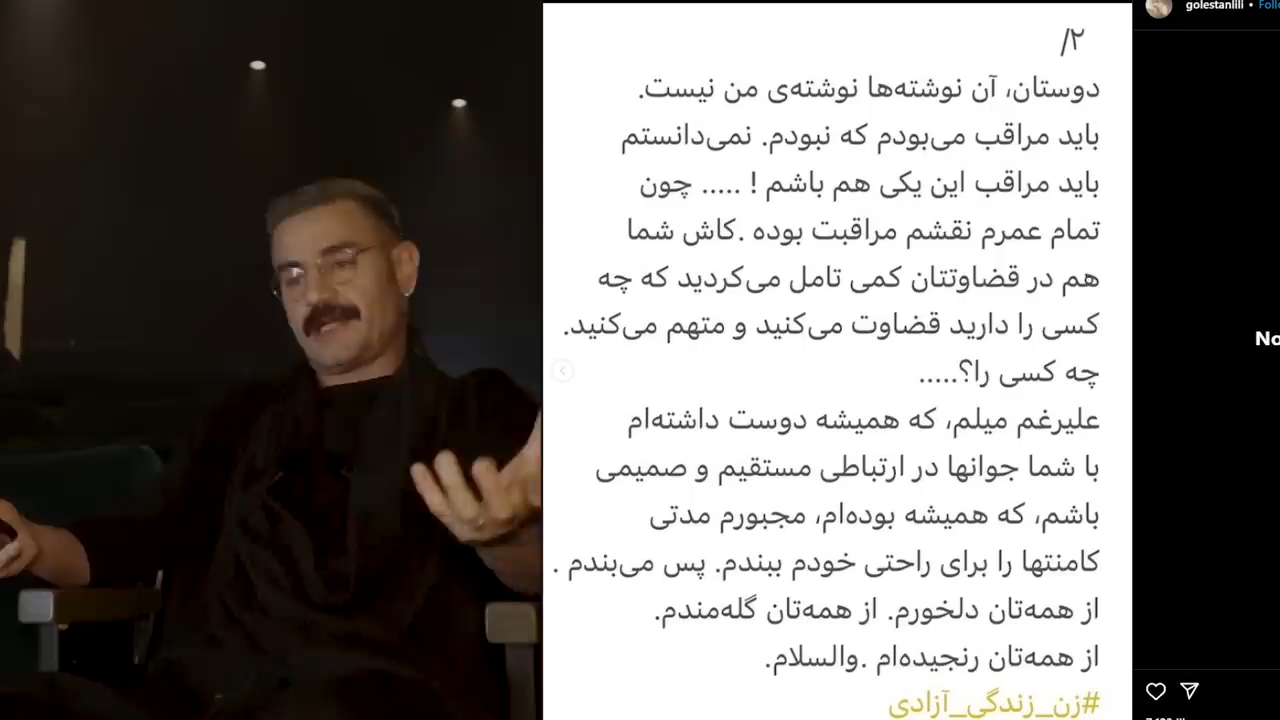 golestanlili •
۲/
دوستان، آن نوشته‌ها نوشته‌ی من نیست.
باید مراقب می‌بودم که نبودم. نمی‌دانستم
باید مراقب این یکی هم باشم ! ..... چون
تمام عمرم نقشم مراقبت بوده .کاش شما
هم در قضاوتتان کمی تامل می‌کردید که چه
کسی را دارید قضاوت می‌کنید و متهم می‌کنید.
چه کسی را؟.....
علیرغم میلم، که همیشه دوست داشته‌ام
با شما جوانها در ارتباطی مستقیم و صمیمی
باشم، که همیشه بوده‌ام، مجبورم مدتی
کامنتها را برای راحتی خودم ببندم. پس می‌بندم .
از همه‌تان دلخورم. از همه‌تان گله‌مندم.
از همه‌تان رنجیده‌ام .والسلام.
#زن_زندگی_آزادی